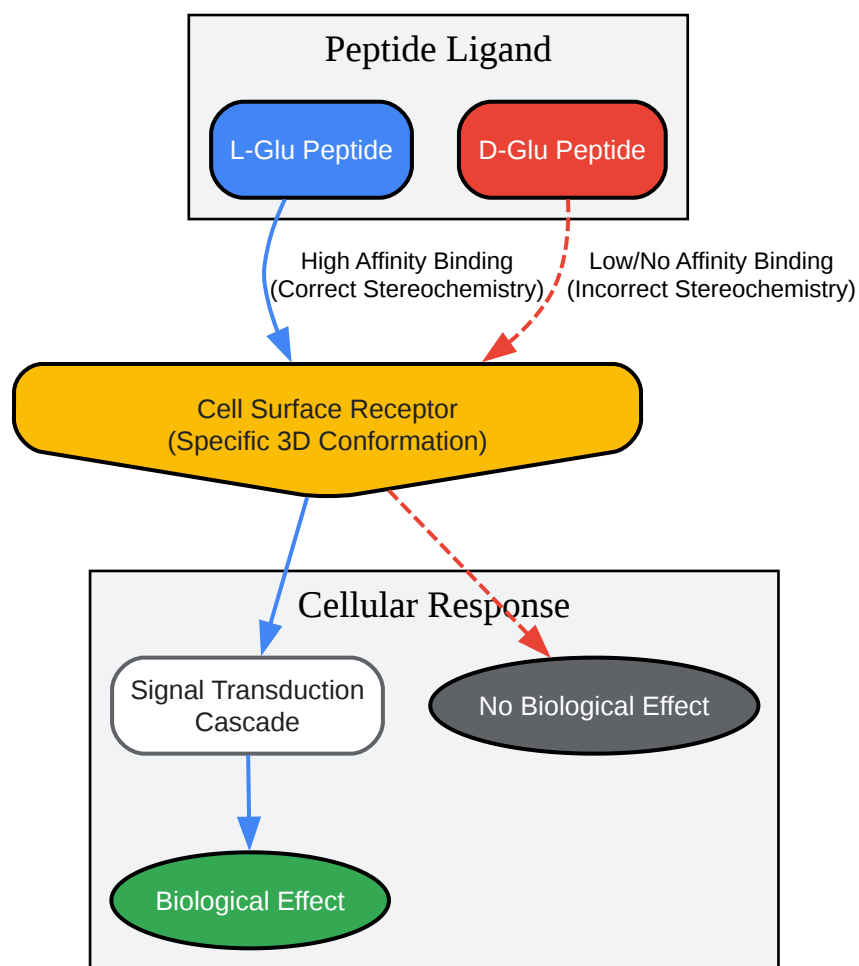 Peptide Ligand
L-Glu Peptide
D-Glu Peptide
High Affinity Binding
(Correct Stereochemistry)
Low/No Affinity Binding
(Incorrect Stereochemistry)
Cell Surface Receptor
(Specific 3D Conformation)
Cellular Response
Signal Transduction
Cascade
No Biological Effect
Biological Effect